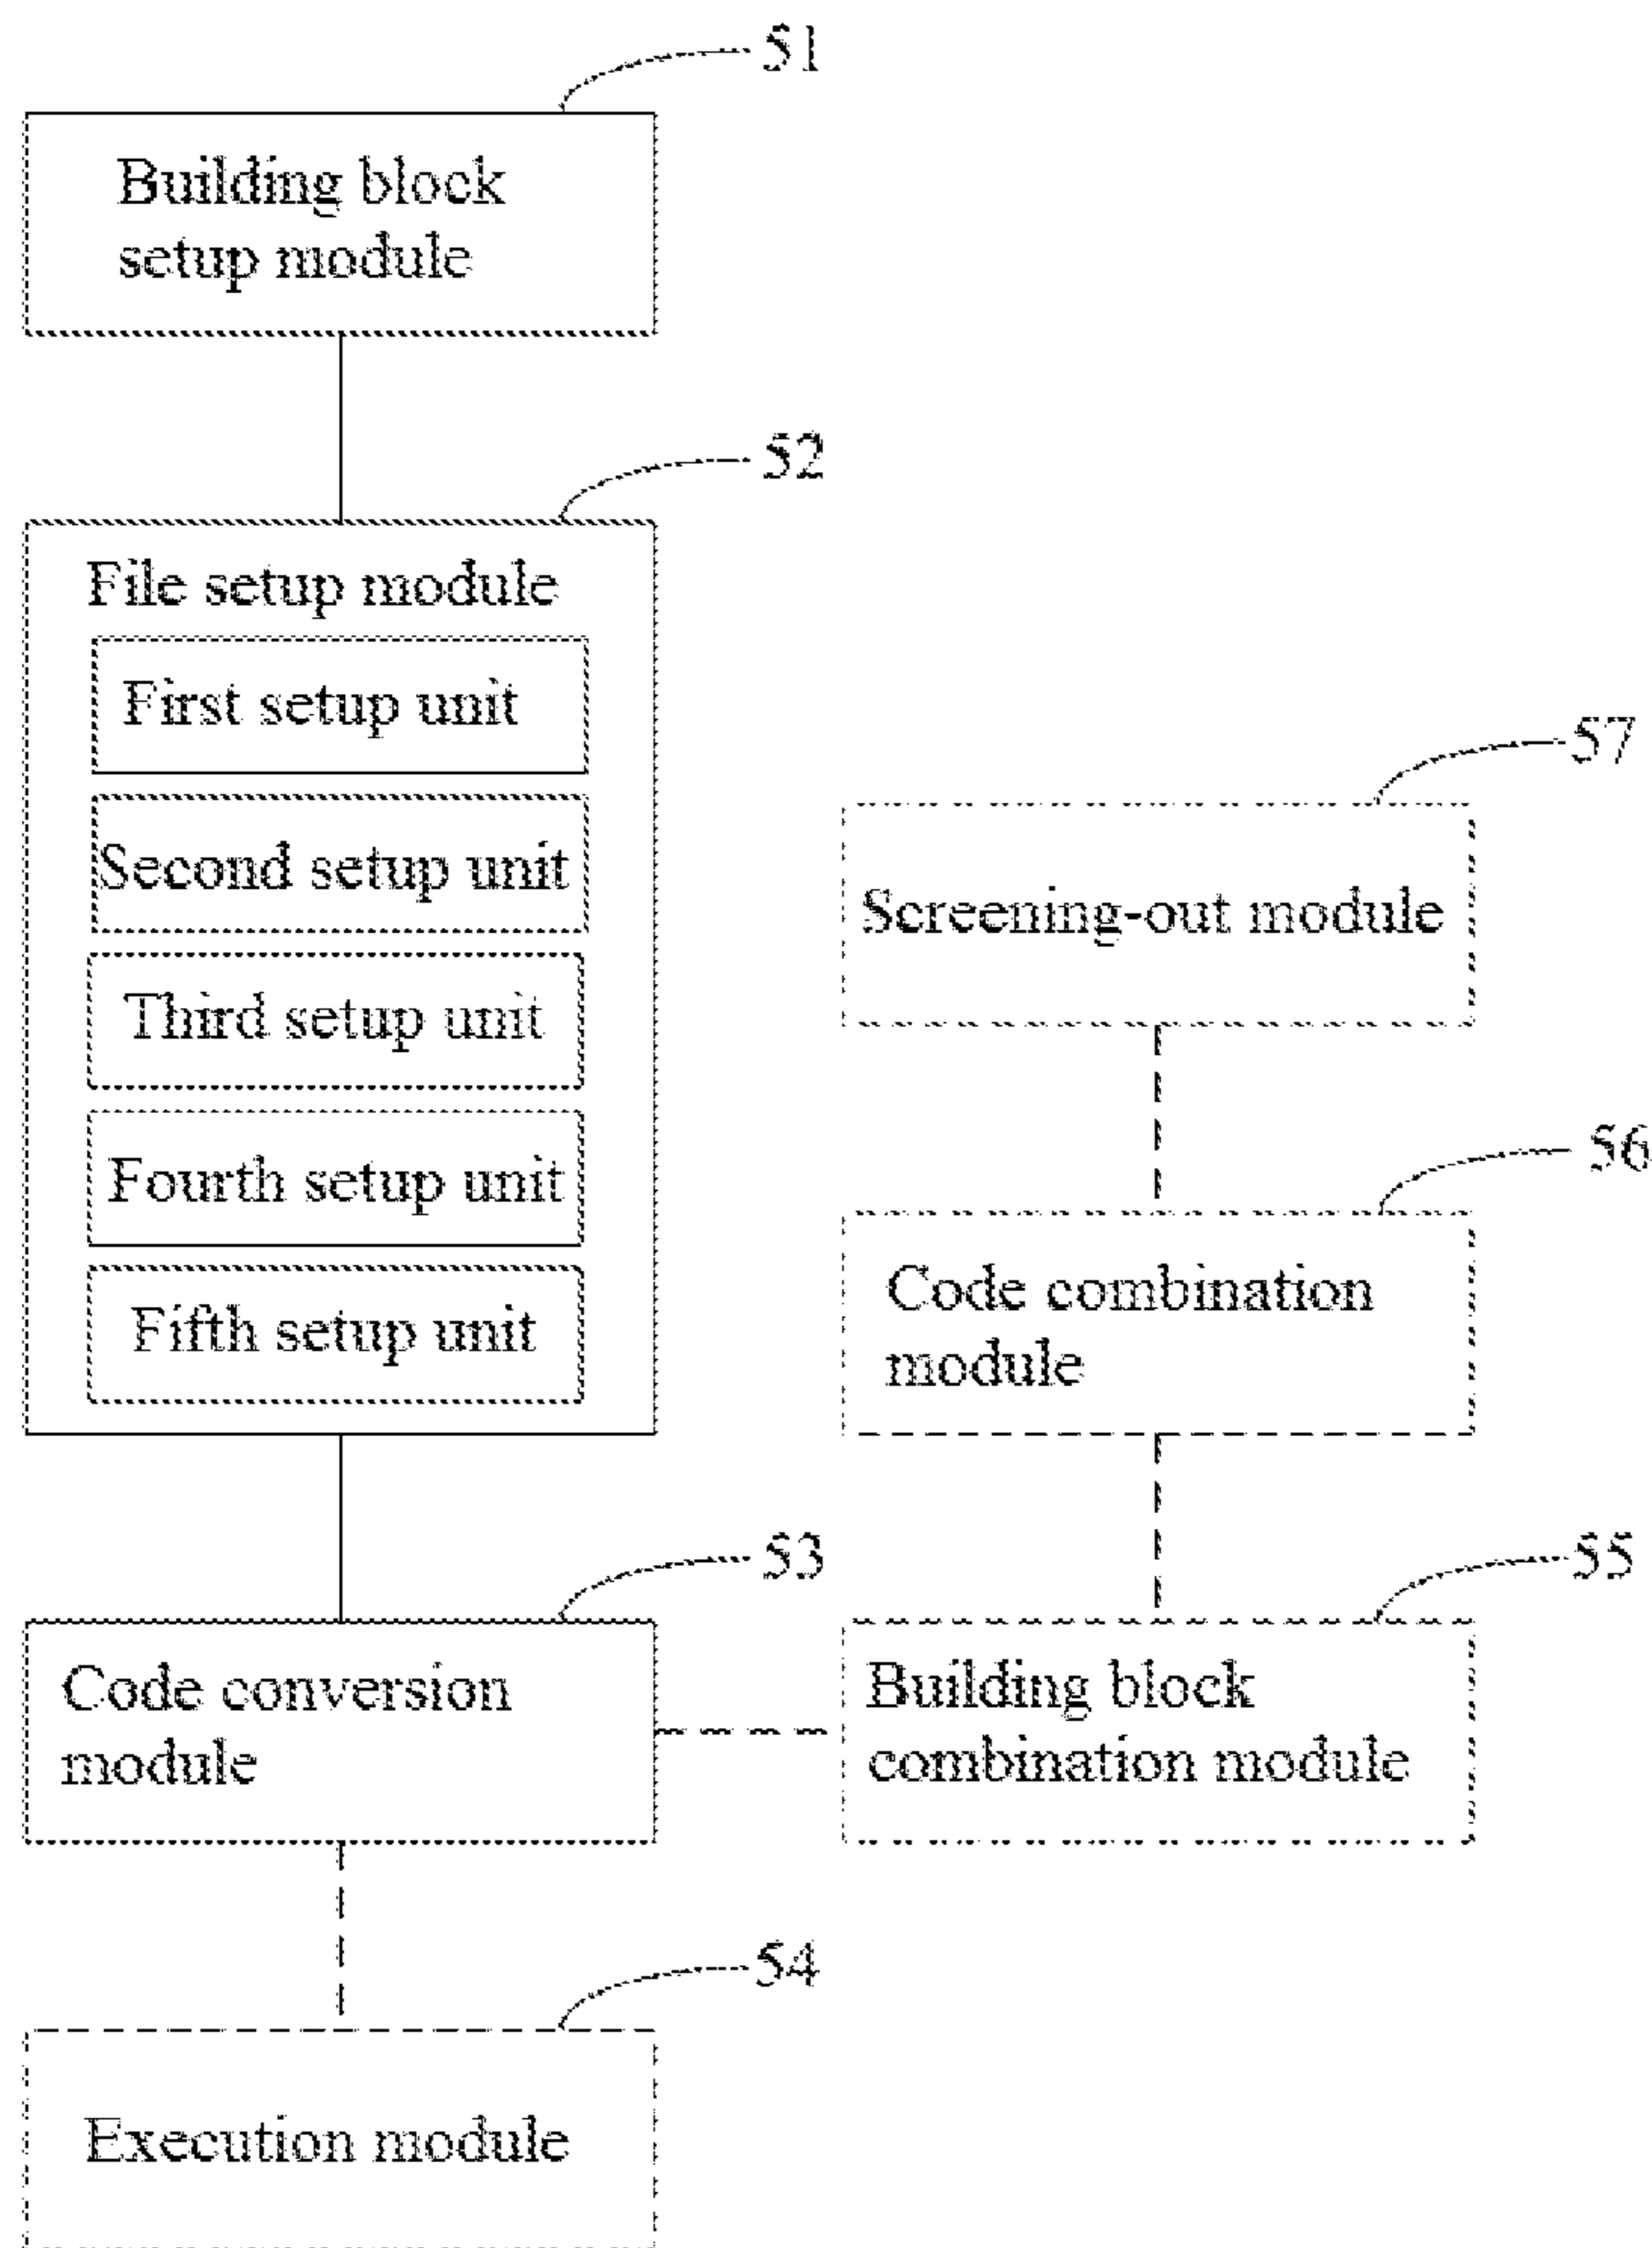 51
Building block
setup module
52
File setup module
First setup unit
Second setup unit
Third setup unit
Fourth setup unit
Fifth setup unit
57
Screening-out module
56
Code combination
module
53
Code conversion
module
55
Building block
combination module
54
Execution module